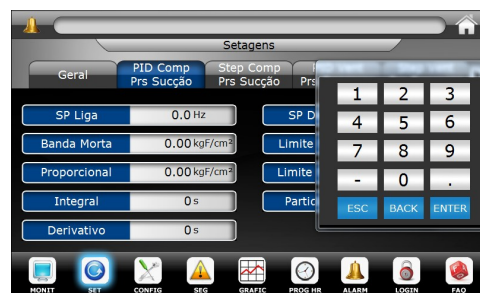 Setagens
Geral
PID Comp
Prs Sucção
Step Comp
Prs Sucção
Prs
SP Liga 0.0 Hz
Banda Morta 0.00 kgF/cm²
Proporcional 0.00 kgF/cm²
Integral 0 s
Derivativo 0 s
SP D
Limite
Limite
Partid
1 2 3
4 5 6
7 8 9
- 0 .
ESC BACK ENTER
MONIT SET CONFIG SEG GRAFIC PROG HR ALARM LOGIN FAQ